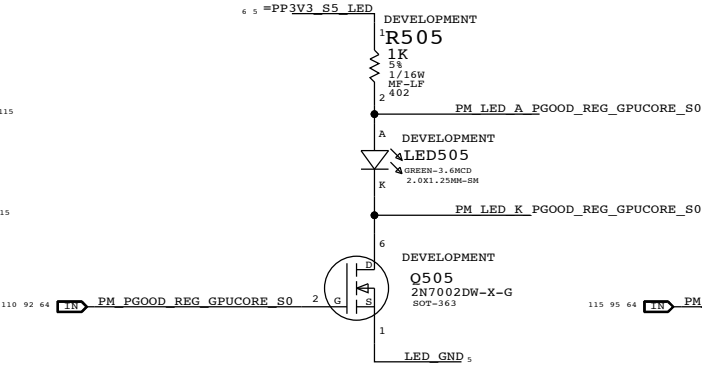 6 5 =PP3V3_S5_LED
DEVELOPMENT
1
R505
1K
5%
1/16W
MF-LF
402
2
115
PM_LED_A_PGOOD_REG_GPUCORE_S0
A
DEVELOPMENT
LED505
GREEN-3.6MCD
2.0X1.25MM-SM
K
15
PM_LED_K_PGOOD_REG_GPUCORE_S0
6
DEVELOPMENT
D
Q505
2N7002DW-X-G
SOT-363
110 92 64 IN PM_PGOOD_REG_GPUCORE_S0 2 G S
115 95 64 IN PM
1
LED_GND 5